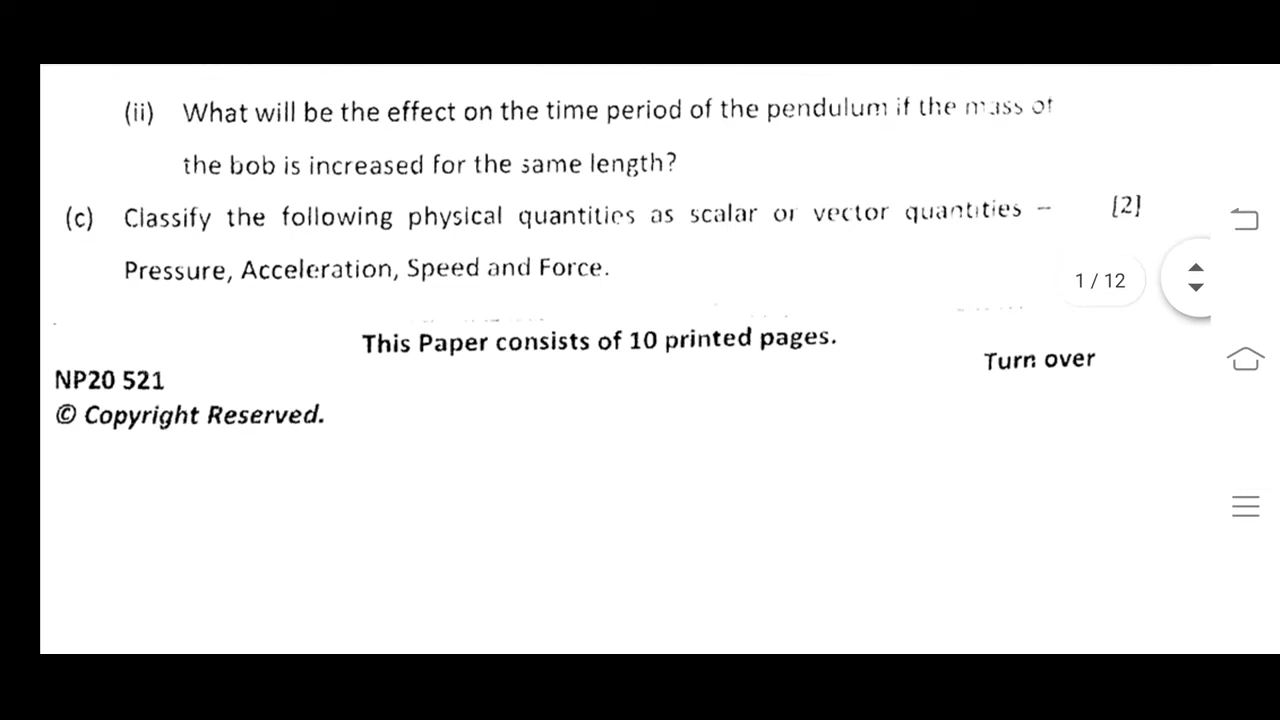 (ii) What will be the effect on the time period of the pendulum if the mass of
the bob is increased for the same length?
(c) Classify the following physical quantities as scalar or vector quantities – [2]
Pressure, Acceleration, Speed and Force.
1 / 12
This Paper consists of 10 printed pages.
Turn over
NP20 521
© Copyright Reserved.